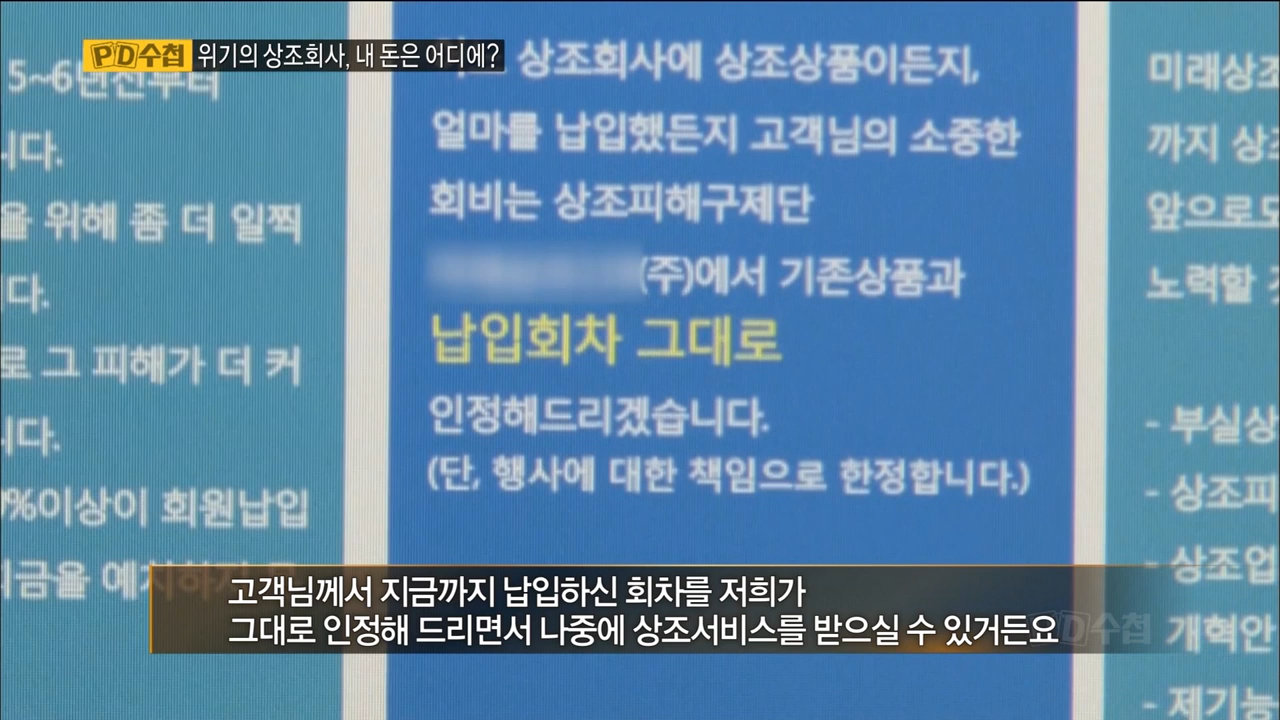 PD수첩 위기의 상조회사, 내 돈은 어디에?
5~6년전부터
니다.
을 위해 좀 더 일찍
니다.
로 그 피해가 더 커
니다.
%이상이 회원납입
상조회사에 상조상품이든지,
얼마를 납입했든지 고객님의 소중한
회비는 상조피해구제단
(주)에서 기존상품과
납입회차 그대로
인정해드리겠습니다.
(단, 행사에 대한 책임으로 한정합니다.)
미래상조
까지 상조
앞으로도
노력할 것
- 부실상
- 상조피
- 상조업
개혁안
- 제기능
고객님께서 지금까지 납입하신 회차를 저희가
그대로 인정해 드리면서 나중에 상조서비스를 받으실 수 있거든요
PD수첩